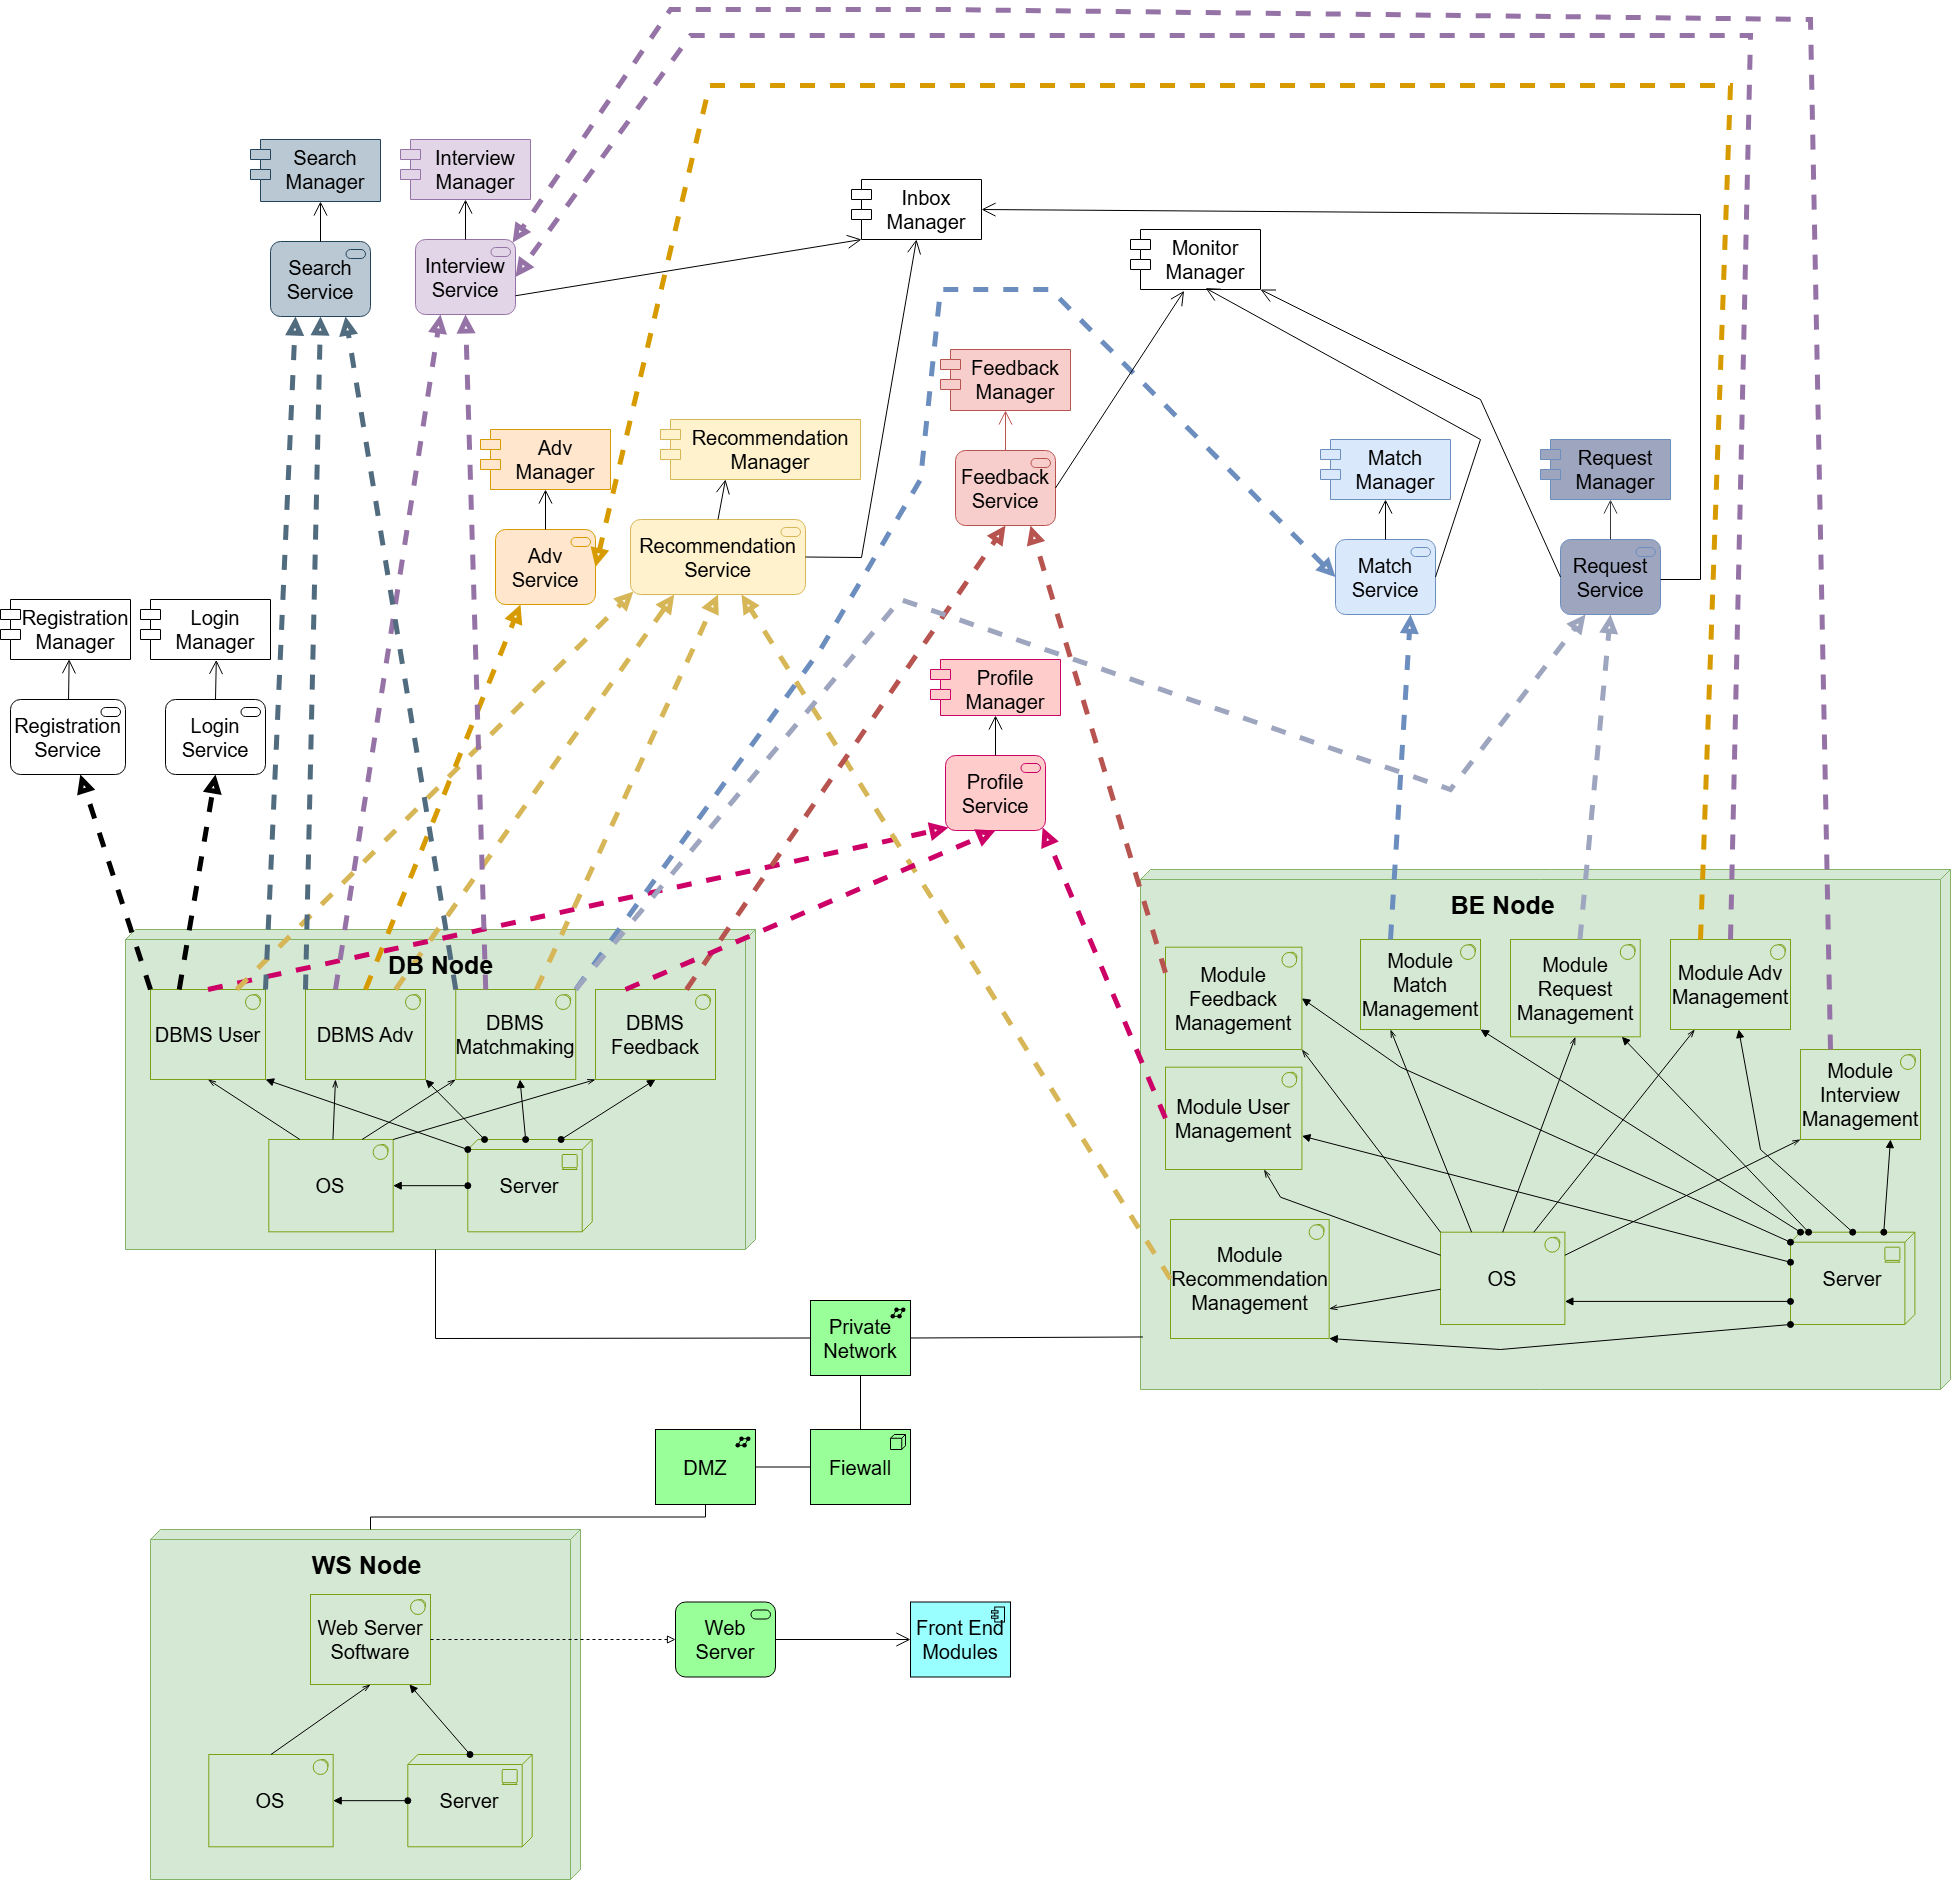 Search
Manager
Interview
Manager
Inbox
Manager
Search
Service
Interview
Service
Monitor
Manager
Feedback
Manager
Adv
Manager
Recommendation
Manager
Feedback
Service
Match
Manager
Request
Manager
Adv
Service
Recommendation
Service
Match
Service
Request
Service
Registration
Manager
Login
Manager
Registration
Service
Login
Service
Profile
Manager
Profile
Service
DB Node
DBMS User
DBMS Adv
DBMS
Matchmaking
DBMS
Feedback
OS
Server
BE Node
Module
Feedback
Management
Module
Match
Management
Module
Request
Management
Module Adv
Management
Module
Interview
Management
Module User
Management
Module
Recommendation
Management
OS
Server
Private
Network
DMZ
Fiewall
WS Node
Web Server
Software
Web
Server
Front End
Modules
OS
Server